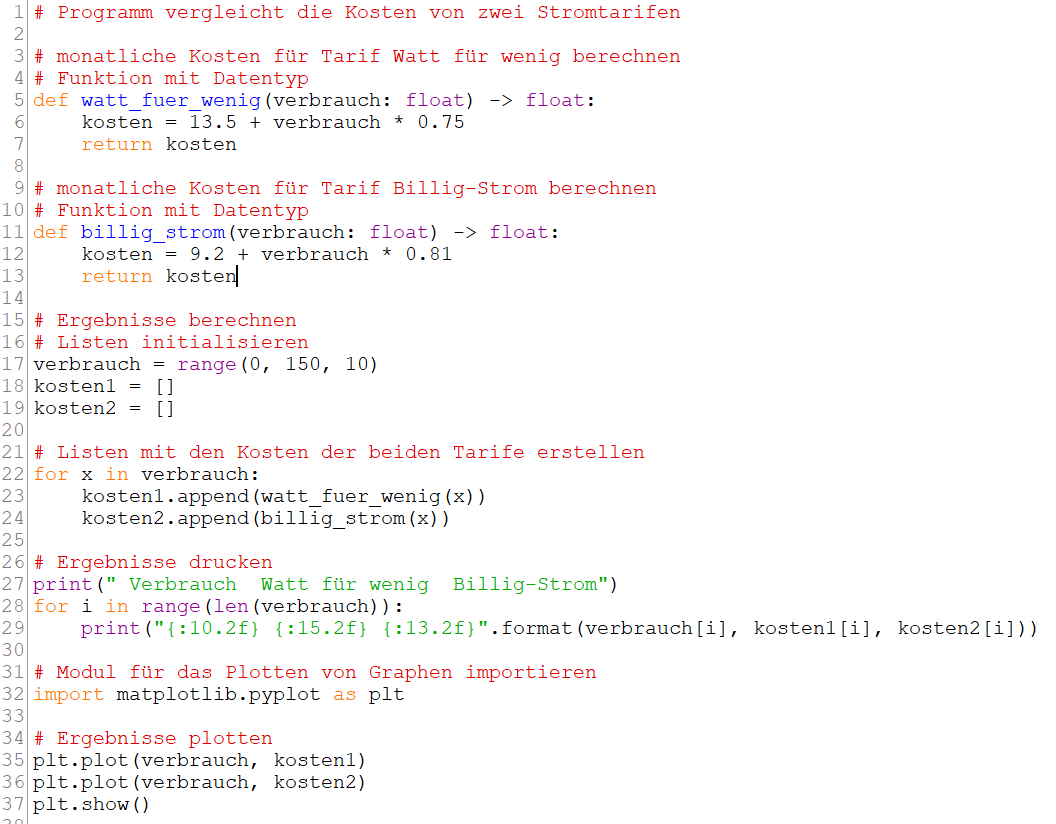 1 # Programm vergleicht die Kosten von zwei Stromtarifen
2
3 # monatliche Kosten für Tarif Watt für wenig berechnen
4 # Funktion mit Datentyp
5 def watt_fuer_wenig(verbrauch: float) -> float:
6     kosten = 13.5 + verbrauch * 0.75
7     return kosten
8
9 # monatliche Kosten für Tarif Billig-Strom berechnen
10 # Funktion mit Datentyp
11 def billig_strom(verbrauch: float) -> float:
12     kosten = 9.2 + verbrauch * 0.81
13     return kosten
14
15 # Ergebnisse berechnen
16 # Listen initialisieren
17 verbrauch = range(0, 150, 10)
18 kosten1 = []
19 kosten2 = []
20
21 # Listen mit den Kosten der beiden Tarife erstellen
22 for x in verbrauch:
23     kosten1.append(watt_fuer_wenig(x))
24     kosten2.append(billig_strom(x))
25
26 # Ergebnisse drucken
27 print(" Verbrauch  Watt für wenig  Billig-Strom")
28 for i in range(len(verbrauch)):
29     print("{:10.2f} {:15.2f} {:13.2f}".format(verbrauch[i], kosten1[i], kosten2[i]))
30
31 # Modul für das Plotten von Graphen importieren
32 import matplotlib.pyplot as plt
33
34 # Ergebnisse plotten
35 plt.plot(verbrauch, kosten1)
36 plt.plot(verbrauch, kosten2)
37 plt.show()